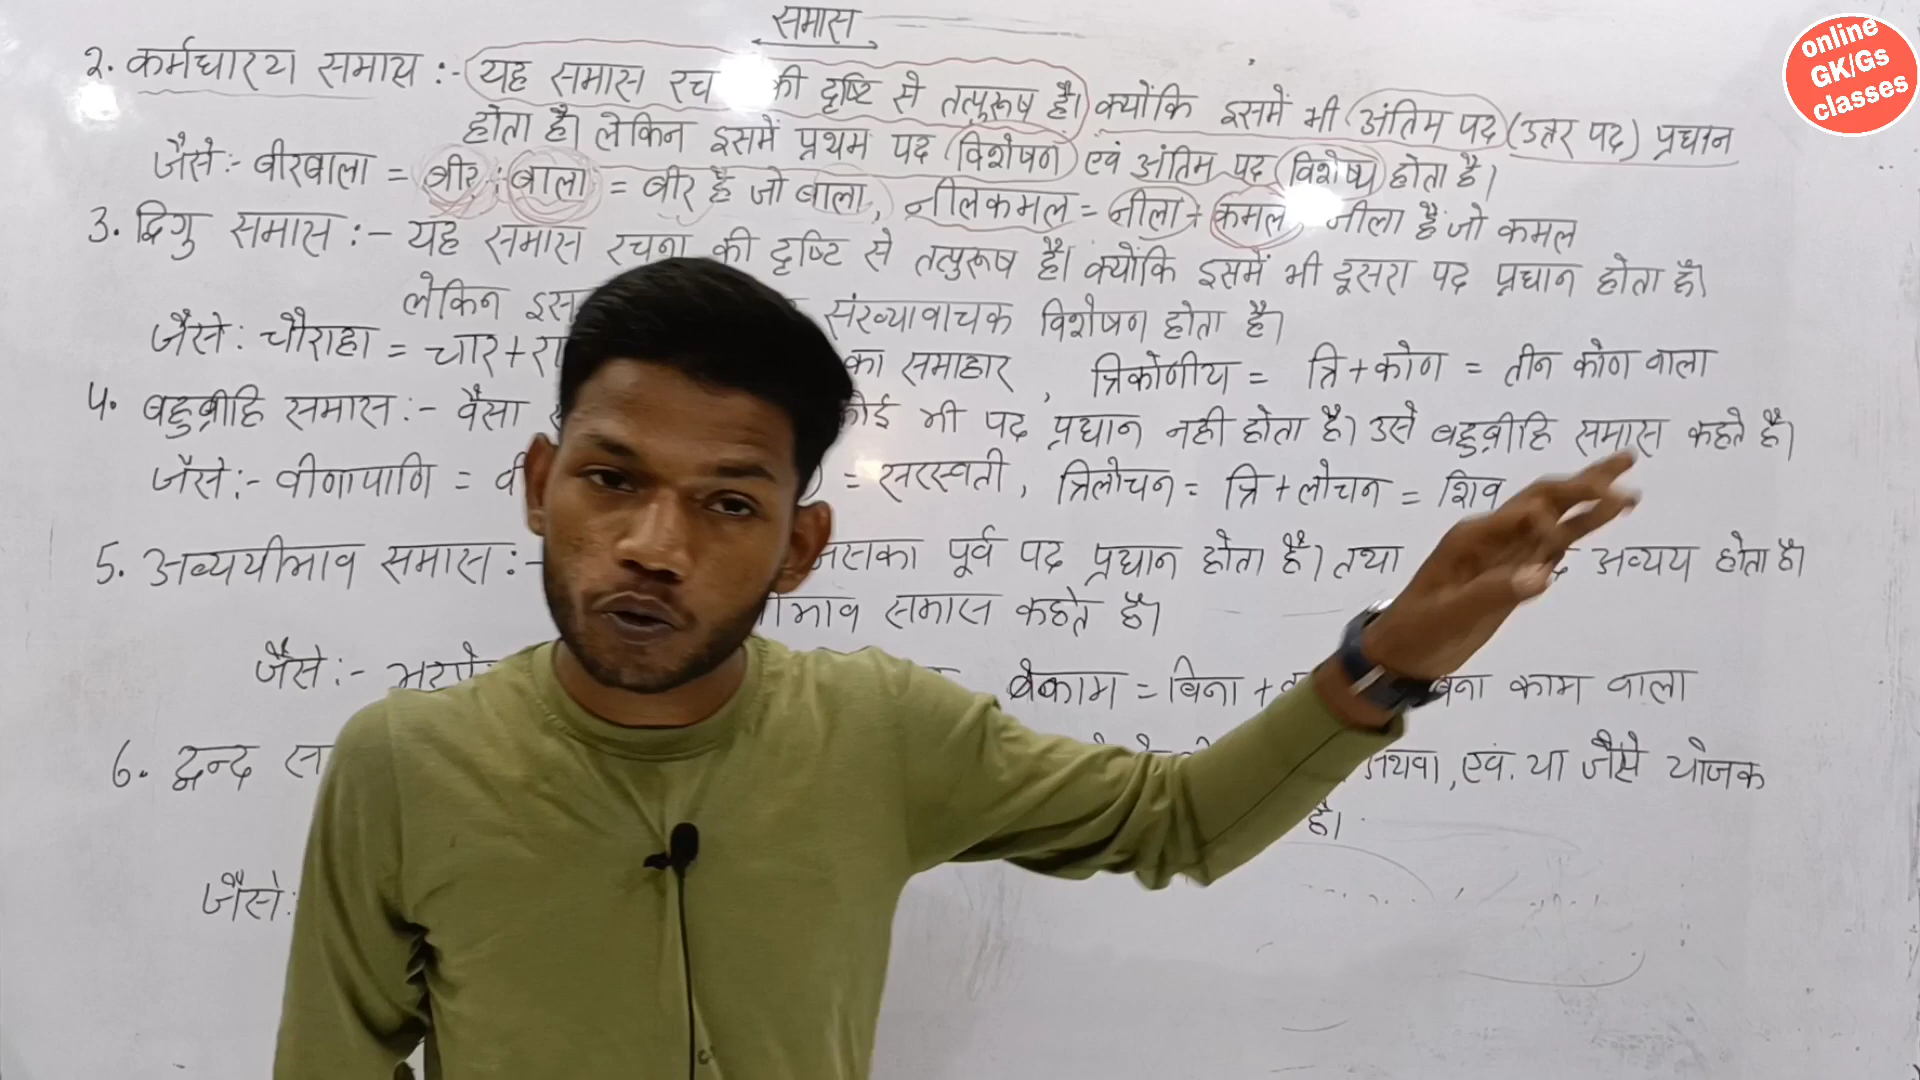 समास
online
GK/Gs
classes
२. कर्मधारय समास :- यह समास रच की दृष्टि से तत्पुरूष है। क्योंकि इसमें भी अंतिम पद (उत्तर पद) प्रधान
होता है। लेकिन इसमें प्रथम पद विशेषण एवं अंतिम पद विशेष्य होता है।
जैसे:- वीरबाला = वीर + बाला = वीर है जो बाला, नीलकमल = नीला + कमल, नीला है जो कमल
3. द्विगु समास :- यह समास रचना की दृष्टि से तत्पुरूष है। क्योंकि इसमें भी दूसरा पद प्रधान होता है।
लेकिन संख्यावाचक विशेषण होता है।
जैसे: चौराहा = चार + का समाहार, त्रिकोणीय = त्रि + कोण = तीन कोण वाला
4. बहुब्रीहि समास :- वैसा कोई भी पद प्रधान नही होता है। उसे बहुब्रीहि समास कहते है।
जैसे:- वीणापाणि = = सरस्वती, त्रिलोचन = त्रि + लोचन = शिव
5. अव्ययीभाव समास :- जिसका पूर्व पद प्रधान होता है। तथा अव्यय होता है।
समास कहते है।
जैसे:- बेकाम = बिना + बिना काम वाला
6. द्वन्द अथवा, एवं. या जैसे योजक
है।
जैसे: